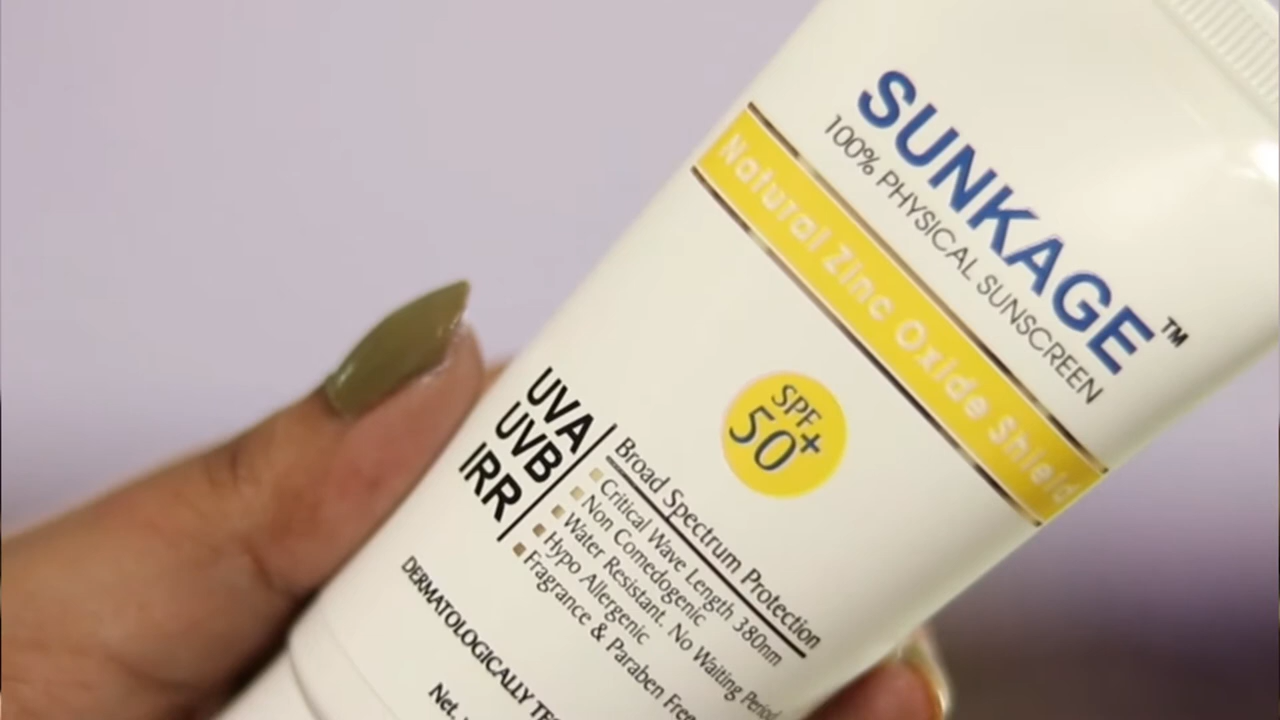 SUNKAGE™
100% PHYSICAL SUNSCREEN
Natural Zinc Oxide Shield
SPF
50+
UVA
UVB
IRR
Broad Spectrum Protection
Critical Wave Length 380nm
Non Comedogenic
Water Resistant. No Waiting Period
Hypo Allergenic
Fragrance & Paraben Free
DERMATOLOGICALLY
Net.